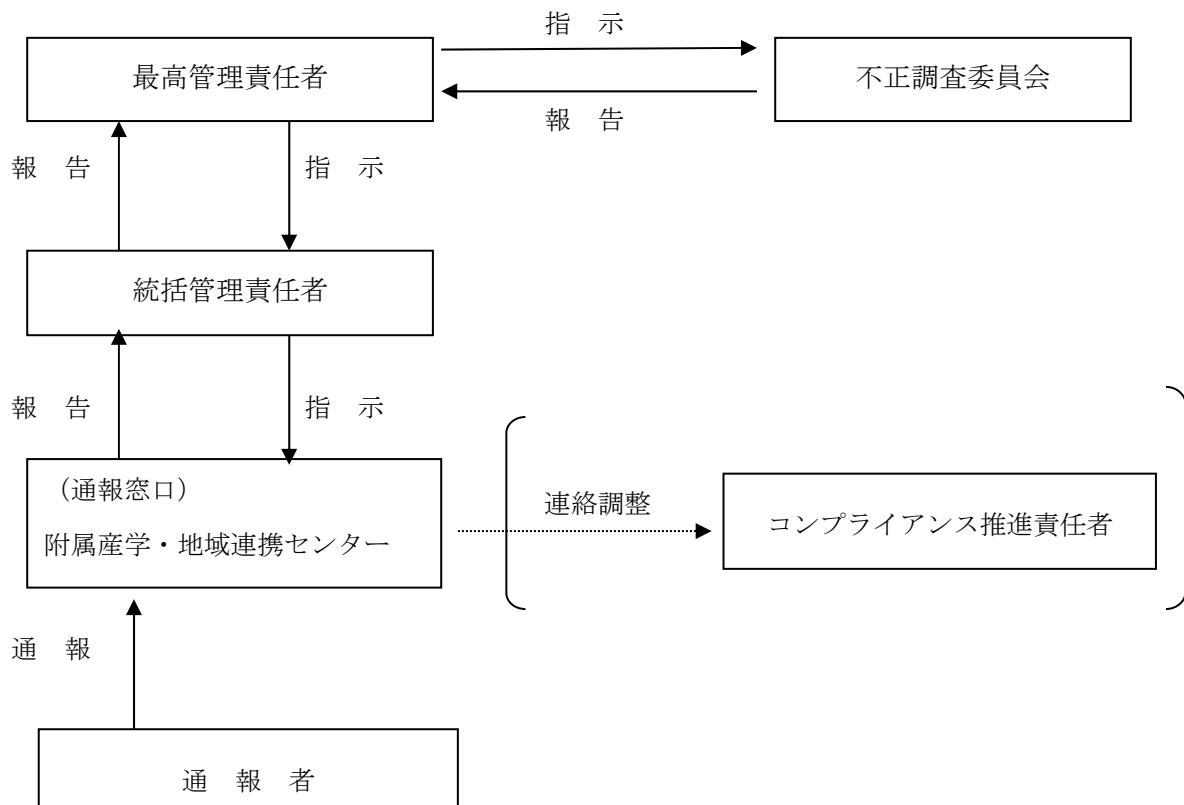 指　示
最高管理責任者
不正調査委員会
報　告
報　告
指　示
統括管理責任者
報　告
指　示
（通報窓口）
附属産学・地域連携センター
連絡調整
コンプライアンス推進責任者
通　報
通　報　者